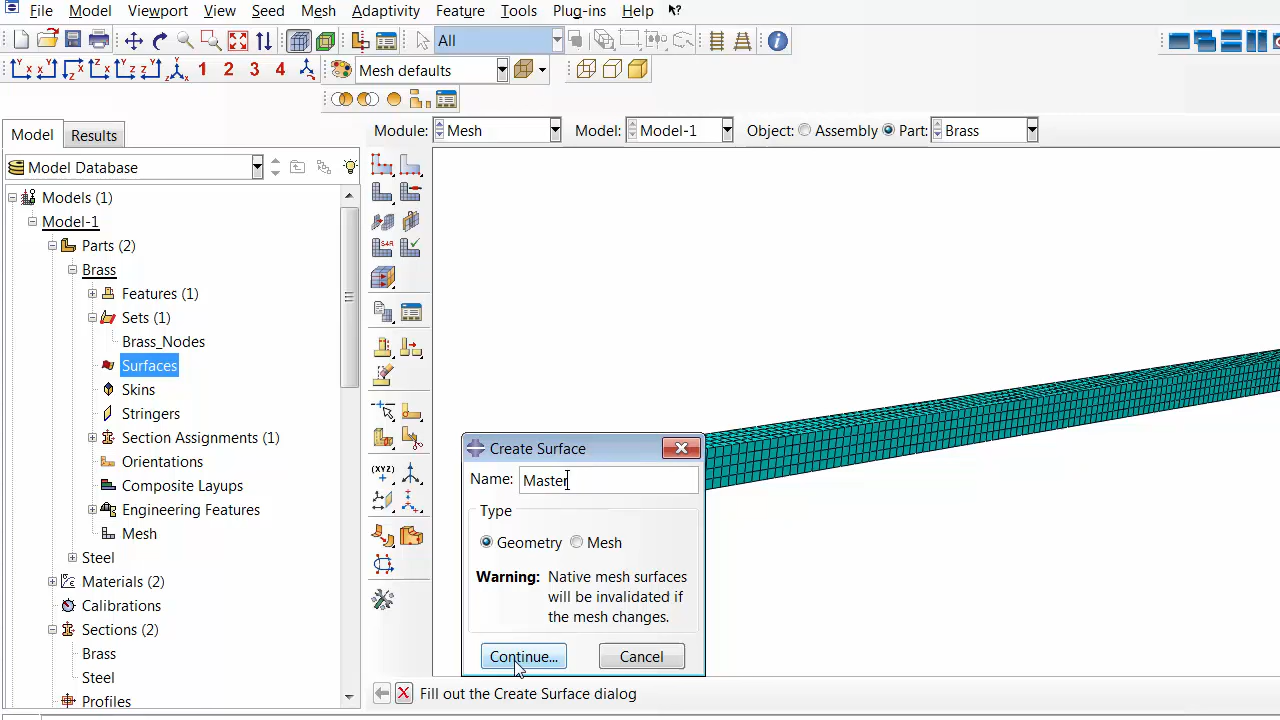 File Model Viewport View Seed Mesh Adaptivity Feature Tools Plug-ins Help
All
1 2 3 4 Mesh defaults
Model Results Module: Mesh Model: Model-1 Object: Assembly Part: Brass
Model Database
Models (1)
Model-1
Parts (2)
Brass
Features (1)
Sets (1)
Brass_Nodes
Surfaces
Skins
Stringers
Section Assignments (1)
Orientations
Composite Layups
Engineering Features
Mesh
Steel
Materials (2)
Calibrations
Sections (2)
Brass
Steel
Profiles
Create Surface
Name: Master
Type
Geometry Mesh
Warning: Native mesh surfaces
will be invalidated if
the mesh changes.
Continue... Cancel
Fill out the Create Surface dialog